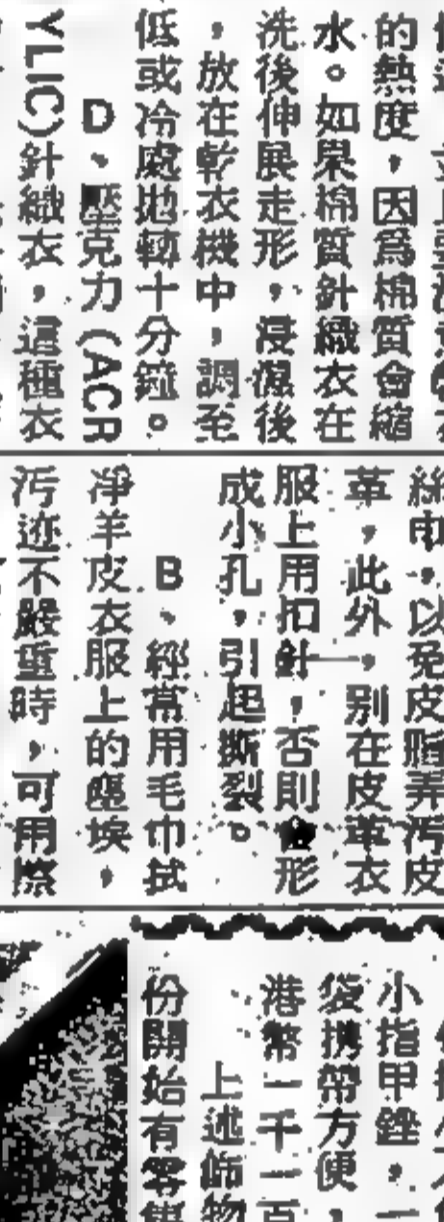 的熱度，因爲棉質會縮
水。如果棉質針織衣在
洗後伸展走形，浸濕後
，放在乾衣機中，調至
低或冷處拋動十分鐘。
D、壓克力（ACR
YLIC）針織衣，這種衣
絲巾，以免皮膚弄污皮
革，此外，别在皮革衣
服上用扣針，否則會形
成小孔，引起撕裂。
B、經常用毛巾拭
淨羊皮衣服上的塵埃，
污迹不嚴重時，可用擦
小指甲銼，一
袋携帶方便，
港幣一千一百
上述飾物
份開始有零售